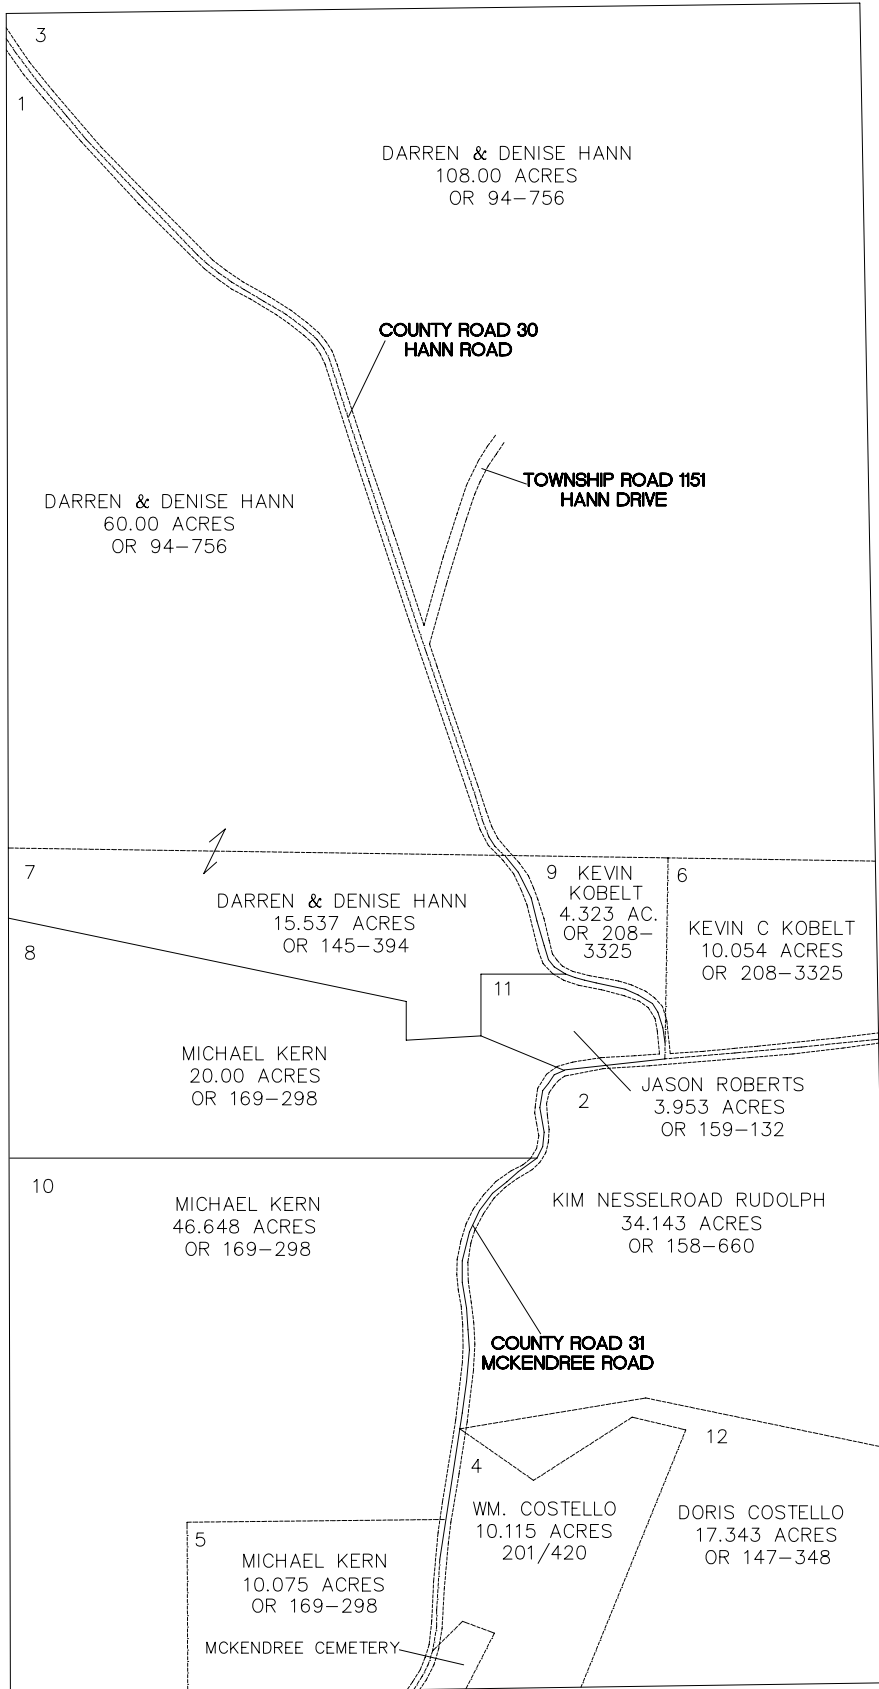 3
1
DARREN & DENISE HANN
108.00 ACRES
OR 94-756
COUNTY ROAD 30
HANN ROAD
TOWNSHIP ROAD 1151
HANN DRIVE
DARREN & DENISE HANN
60.00 ACRES
OR 94-756
7
DARREN & DENISE HANN
15.537 ACRES
OR 145-394
9
KEVIN
KOBELT
4.323 AC.
OR 208-
3325
6
KEVIN C KOBELT
10.054 ACRES
OR 208-3325
8
MICHAEL KERN
20.00 ACRES
OR 169-298
11
JASON ROBERTS
3.953 ACRES
OR 159-132
2
KIM NESSELROAD RUDOLPH
34.143 ACRES
OR 158-660
10
MICHAEL KERN
46.648 ACRES
OR 169-298
COUNTY ROAD 31
MCKENDREE ROAD
4
WM. COSTELLO
10.115 ACRES
201/420
12
DORIS COSTELLO
17.343 ACRES
OR 147-348
5
MICHAEL KERN
10.075 ACRES
OR 169-298
MCKENDREE CEMETERY